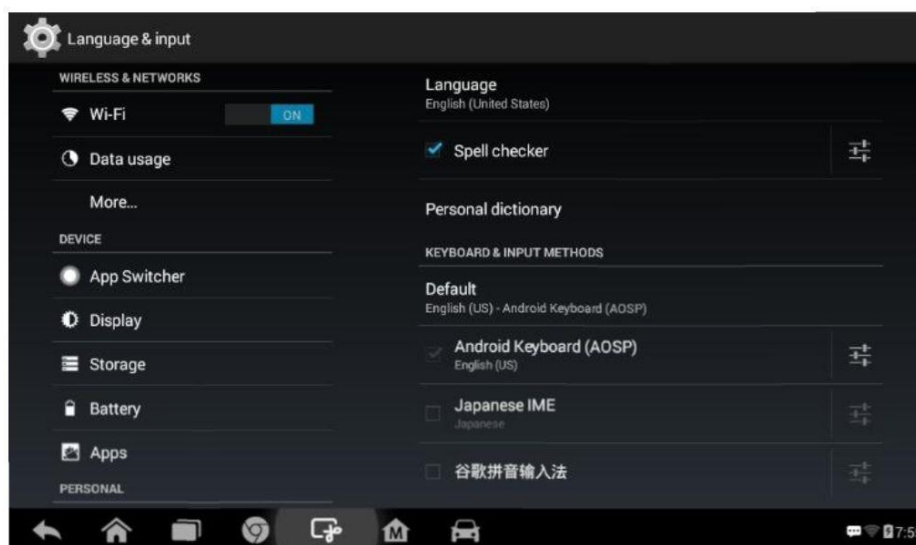 Language & input
WIRELESS & NETWORKS
Wi-Fi
ON
Data usage
More...
DEVICE
App Switcher
Display
Storage
Battery
Apps
PERSONAL
Language
English (United States)
Spell checker
Personal dictionary
KEYBOARD & INPUT METHODS
Default
English (US) - Android Keyboard (AOSP)
Android Keyboard (AOSP)
English (US)
Japanese IME
Japanese
谷歌拼音输入法
M